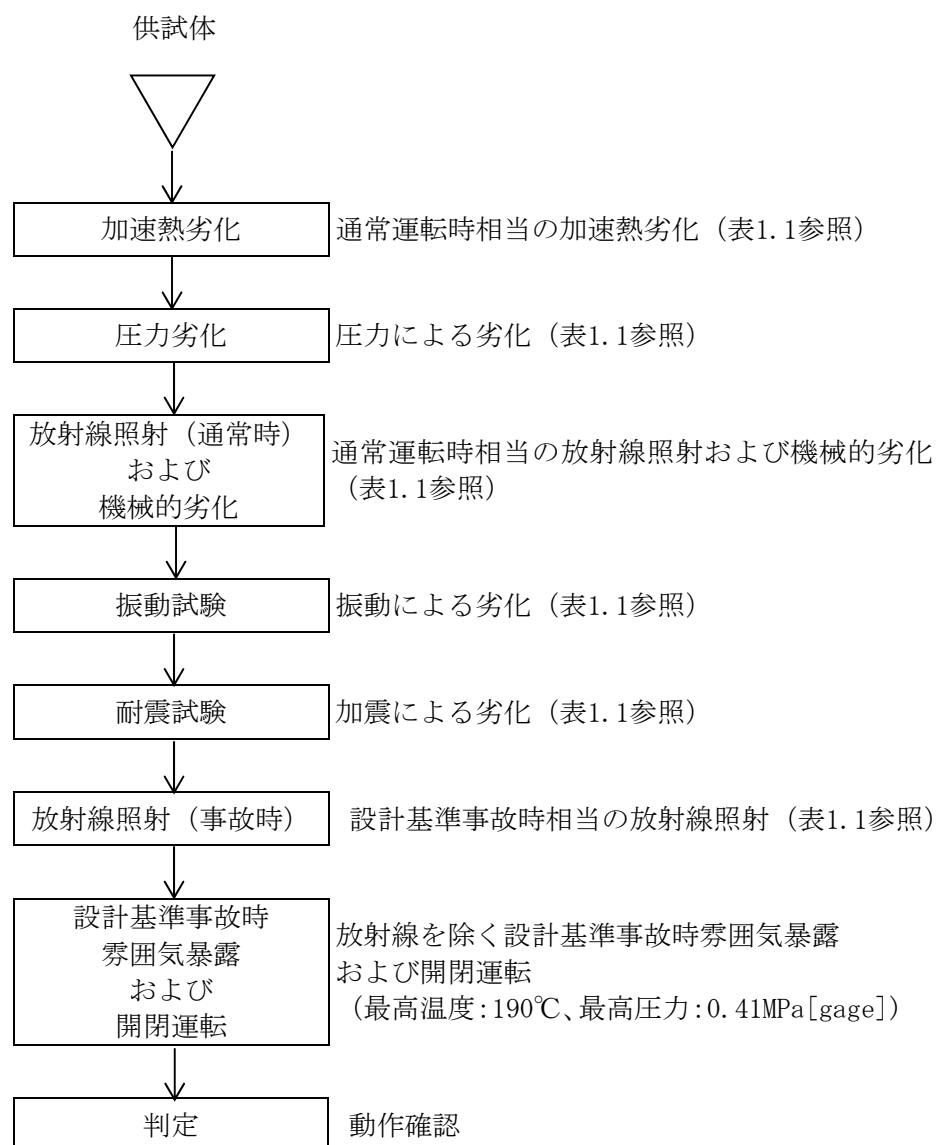 供試体
加速熱劣化
通常運転時相当の加速熱劣化（表1.1参照）
圧力劣化
圧力による劣化（表1.1参照）
放射線照射（通常時）
および
機械的劣化
通常運転時相当の放射線照射および機械的劣化
（表1.1参照）
振動試験
振動による劣化（表1.1参照）
耐震試験
加震による劣化（表1.1参照）
放射線照射（事故時）
設計基準事故時相当の放射線照射（表1.1参照）
設計基準事故時
雰囲気暴露
および
開閉運転
放射線を除く設計基準事故時雰囲気暴露
および開閉運転
（最高温度:190℃、最高圧力:0.41MPa[gage]）
判定
動作確認